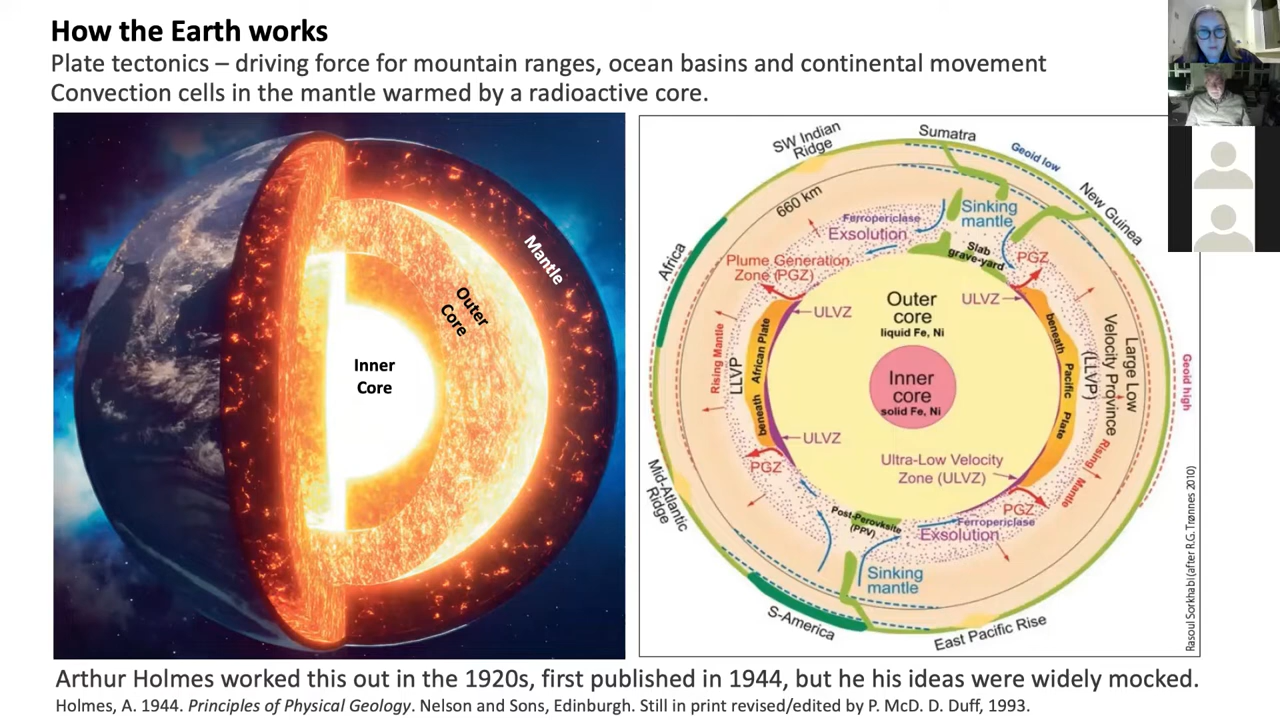 How the Earth works
Plate tectonics – driving force for mountain ranges, ocean basins and continental movement
Convection cells in the mantle warmed by a radioactive core.
Mantle
Outer
Core
Inner
Core
SW Indian
Ridge
Sumatra
Geoid low
New Guinea
660 km
Ferropericlase
Exsolution
Sinking
mantle
Slab
grave-yard
Africa
Plume Generation
Zone (PGZ)
PGZ
ULVZ
ULVZ
Outer
core
liquid Fe, Ni
Inner
core
solid Fe, Ni
Rising Mantle
LLVP
beneath African Plate
beneath Pacific Plate
Large Low
Velocity Province
(LLVP)
Geoid high
Rising Mantle
ULVZ
PGZ
Ultra-Low Velocity
Zone (ULVZ)
PGZ
Mid-Atlantic
Ridge
Post-Perovksite
(PPV)
Ferropericlase
Exsolution
Sinking
mantle
S-America
East Pacific Rise
Rasoul Sorkhabi (after R.G. Trønnes 2010)
Arthur Holmes worked this out in the 1920s, first published in 1944, but he his ideas were widely mocked.
Holmes, A. 1944. Principles of Physical Geology. Nelson and Sons, Edinburgh. Still in print revised/edited by P. McD. D. Duff, 1993.